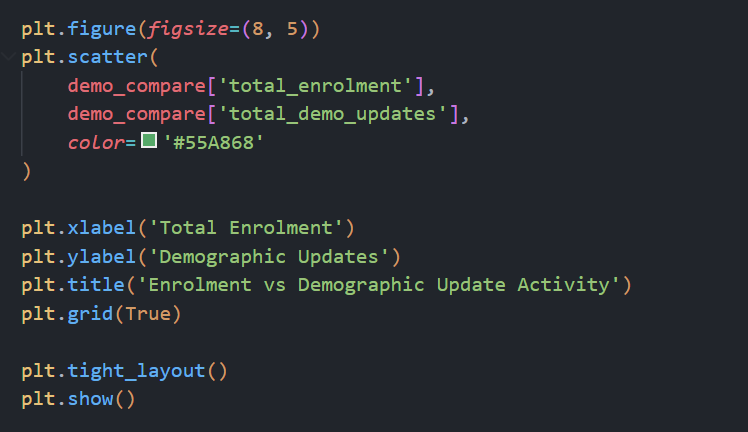 plt.figure(figsize=(8, 5))
plt.scatter(
    demo_compare['total_enrolment'],
    demo_compare['total_demo_updates'],
    color='#55A868'
)

plt.xlabel('Total Enrolment')
plt.ylabel('Demographic Updates')
plt.title('Enrolment vs Demographic Update Activity')
plt.grid(True)

plt.tight_layout()
plt.show()